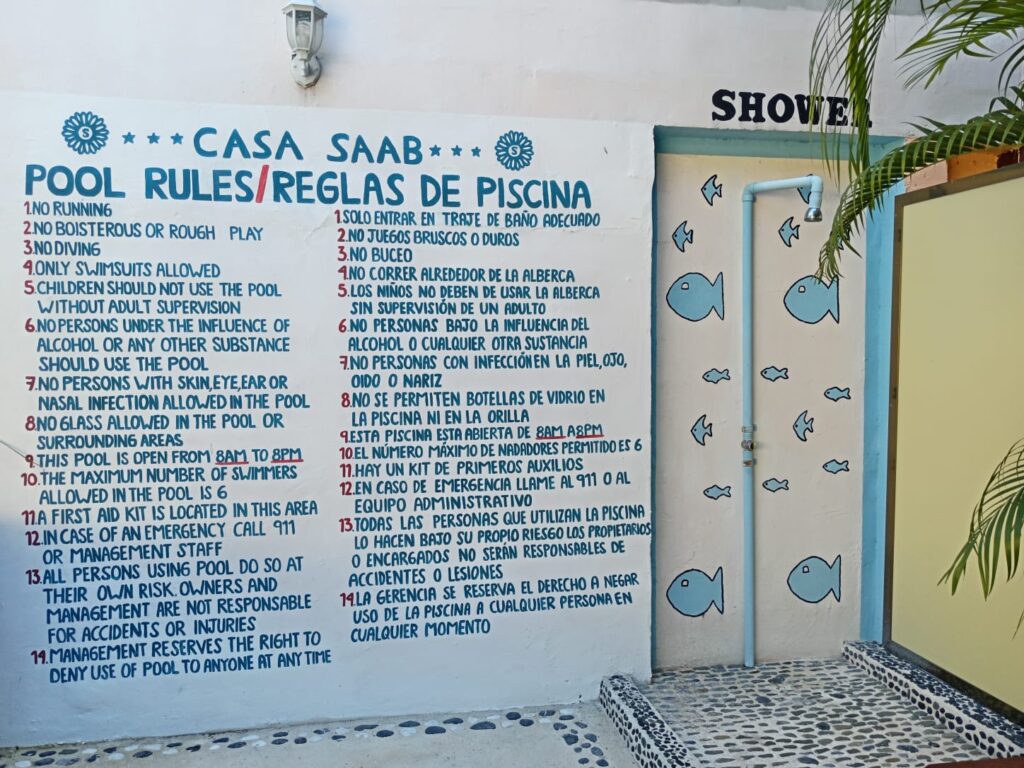 S
S
CASA SAAB
POOL RULES/REGLAS DE PISCINA
1.NO RUNNING
2.NO BOISTEROUS OR ROUGH PLAY
3.NO DIVING
4.ONLY SWIMSUITS ALLOWED
5.CHILDREN SHOULD NOT USE THE POOL
WITHOUT ADULT SUPERVISION
6.NO PERSONS UNDER THE INFLUENCE OF
ALCOHOL OR ANY OTHER SUBSTANCE
SHOULD USE THE POOL
7.NO PERSONS WITH SKIN,EYE,EAR OR
NASAL INFECTION ALLOWED IN THE POOL
8.NO GLASS ALLOWED IN THE POOL OR
SURROUNDING AREAS
9.THIS POOL IS OPEN FROM 8AM TO 8PM
10.THE MAXIMUM NUMBER OF SWIMMERS
ALLOWED IN THE POOL IS 6
11.A FIRST AID KIT IS LOCATED IN THIS AREA
12.IN CASE OF AN EMERGENCY CALL 911
OR MANAGEMENT STAFF
13.ALL PERSONS USING POOL DO SO AT
THEIR OWN RISK. OWNERS AND
MANAGEMENT ARE NOT RESPONSABLE
FOR ACCIDENTS OR INJURIES
14.MANAGEMENT RESERVES THE RIGHT TO
DENY USE OF POOL TO ANYONE AT ANY TIME
1.SOLO ENTRAR EN TRAJE DE BAÑO ADECUADO
2.NO JUEGOS BRUSCOS O DUROS
3.NO BUCEO
4.NO CORRER ALREDEDOR DE LA ALBERCA
5.LOS NIÑOS NO DEBEN DE USAR LA ALBERCA
SIN SUPERVISIÓN DE UN ADULTO
6.NO PERSONAS BAJO LA INFLUENCIA DEL
ALCOHOL O CUALQUIER OTRA SUSTANCIA
7.NO PERSONAS CON INFECCIÓN EN LA PIEL,OJO,
OIDO O NARIZ
8.NO SE PERMITEN BOTELLAS DE VIDRIO EN
LA PISCINA NI EN LA ORILLA
9.ESTA PISCINA ESTA ABIERTA DE 8AM A 8PM
10.EL NÚMERO MÁXIMO DE NADADORES PERMITIDO ES 6
11.HAY UN KIT DE PRIMEROS AUXILIOS
12.EN CASO DE EMERGENCIA LLAME AL 911 O AL
EQUIPO ADMINISTRATIVO
13.TODAS LAS PERSONAS QUE UTILIZAN LA PISCINA
LO HACEN BAJO SU PROPIO RIESGO LOS PROPIETARIOS
O ENCARGADOS NO SERÁN RESPONSABLES DE
ACCIDENTES O LESIONES
14.LA GERENCIA SE RESERVA EL DERECHO A NEGAR
USO DE LA PISCINA A CUALQUIER PERSONA EN
CUALQUIER MOMENTO
SHOWER